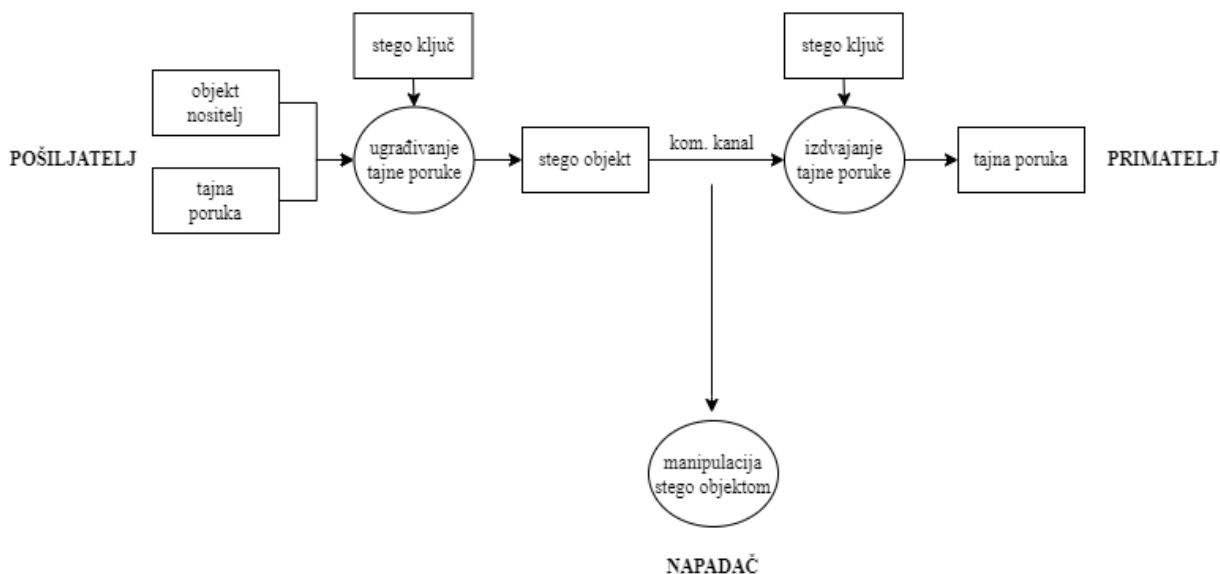 stego ključ
stego ključ
objekt
nositelj
POŠILJATELJ
tajna
poruka
ugrađivanje
tajne poruke
stego objekt
kom. kanal
izdvajanje
tajne poruke
tajna poruka
PRIMATELJ
manipulacija
stego objektom
NAPADAČ